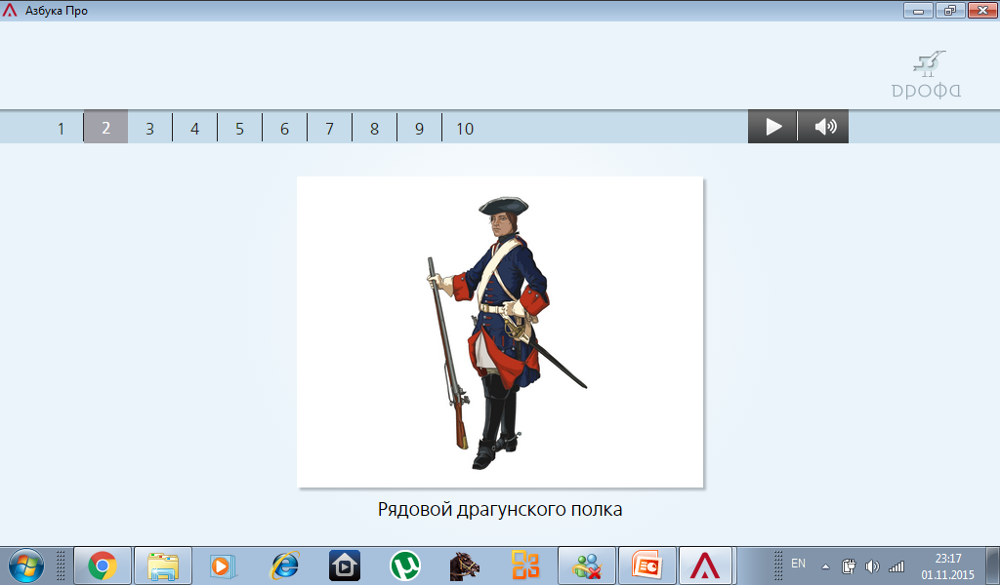 Азбука Про
дрофа
1 2 3 4 5 6 7 8 9 10
Рядовой драгунского полка
EN
23:17
01.11.2015